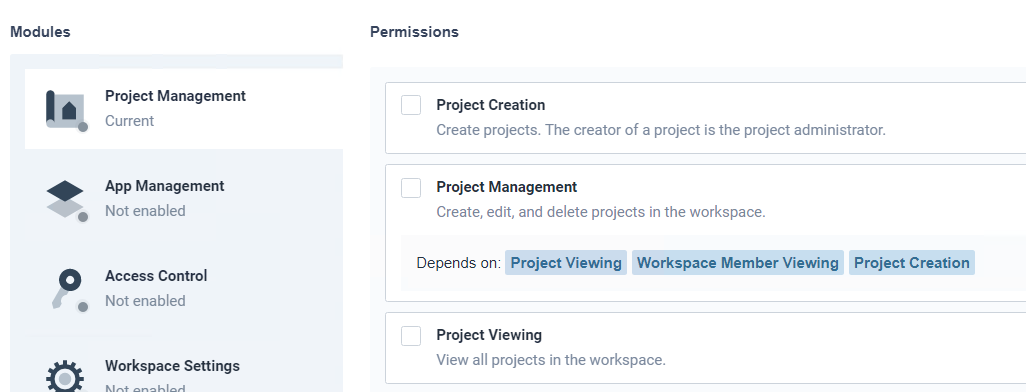 Modules
Project Management
Current
App Management
Not enabled
Access Control
Not enabled
Workspace Settings
Not enabled
Permissions
Project Creation
Create projects. The creator of a project is the project administrator.
Project Management
Create, edit, and delete projects in the workspace.
Depends on: Project Viewing Workspace Member Viewing Project Creation
Project Viewing
View all projects in the workspace.